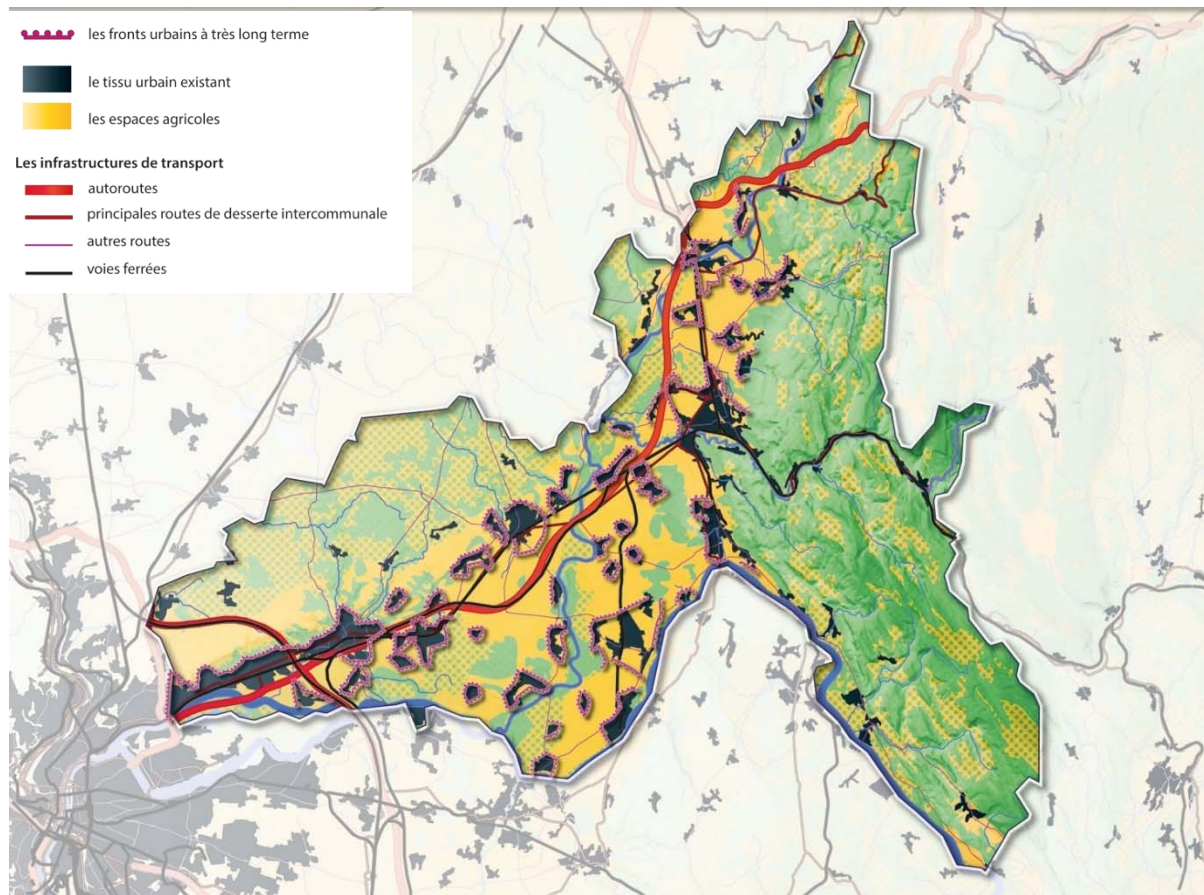 les fronts urbains à très long terme
le tissu urbain existant
les espaces agricoles
Les infrastructures de transport
autoroutes
principales routes de desserte intercommunale
autres routes
voies ferrées